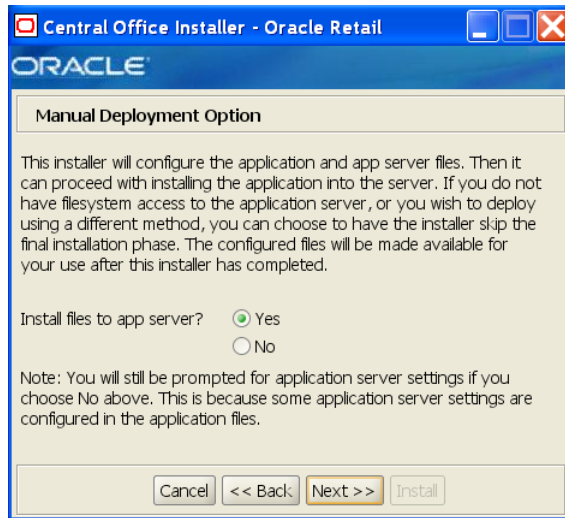 Central Office Installer - Oracle Retail
ORACLE
Manual Deployment Option
This installer will configure the application and app server files. Then it
can proceed with installing the application into the server. If you do not
have filesystem access to the application server, or you wish to deploy
using a different method, you can choose to have the installer skip the
final installation phase. The configured files will be made available for
your use after this installer has completed.
Install files to app server? Yes
No
Note: You will still be prompted for application server settings if you
choose No above. This is because some application server settings are
configured in the application files.
Cancel << Back Next >> Install